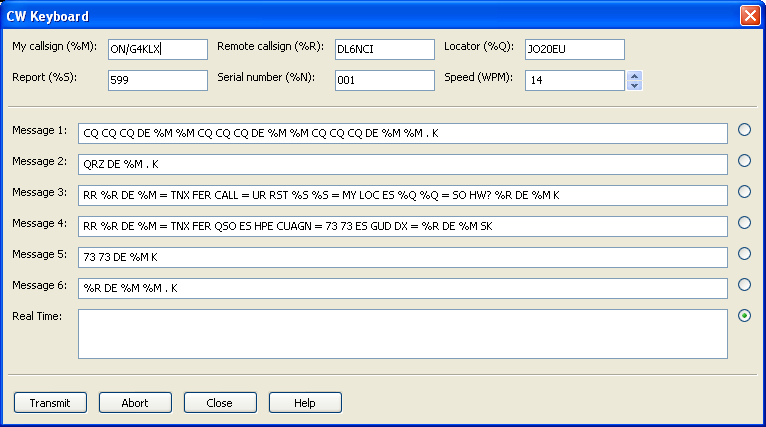 CW Keyboard
My callsign (%M): ON/G4KLX Remote callsign (%R): DL6NCI Locator (%Q): JO20EU
Report (%S): 599 Serial number (%N): 001 Speed (WPM): 14
Message 1: CQ CQ CQ DE %M %M CQ CQ CQ DE %M %M CQ CQ CQ DE %M %M . K
Message 2: QRZ DE %M . K
Message 3: RR %R DE %M = TNX FER CALL = UR RST %S %S = MY LOC ES %Q %Q = SO HW? %R DE %M K
Message 4: RR %R DE %M = TNX FER QSO ES HPE CUAGN = 73 73 ES GUD DX = %R DE %M SK
Message 5: 73 73 DE %M K
Message 6: %R DE %M %M . K
Real Time:
Transmit Abort Close Help